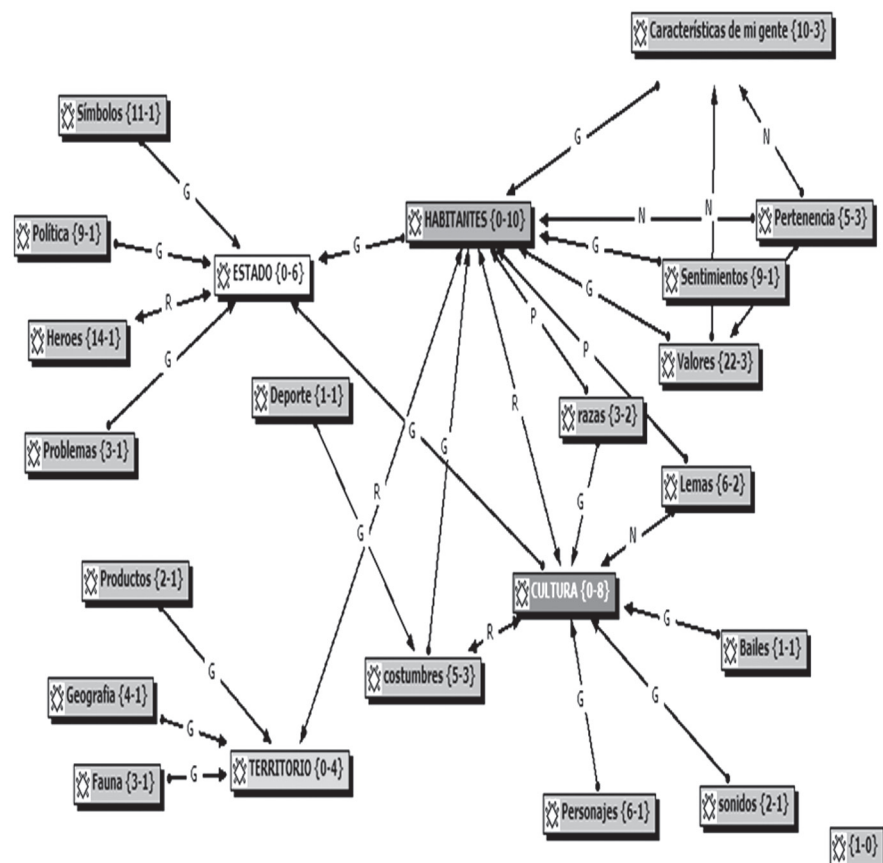 Características de mi gente {10-3}
Símbolos {11-1}
G
N
G
Política {9-1}
G
HABITANTES {0-10}
N
N
Pertenencia {5-3}
G
G
ESTADO {0-6}
G
Sentimientos {9-1}
R
P
Heroes {14-1}
G
P
Valores {22-3}
Deporte {1-1}
R
razas {3-2}
G
G
Problemas {3-1}
R
G
Lemas {6-2}
G
N
Productos {2-1}
CULTURA {0-8}
R
G
Bailes {1-1}
G
costumbres {5-3}
Geografia {4-1}
G
G
G
TERRITORIO {0-4}
Fauna {3-1}
G
Personajes {6-1}
sonidos {2-1}
{1-0}